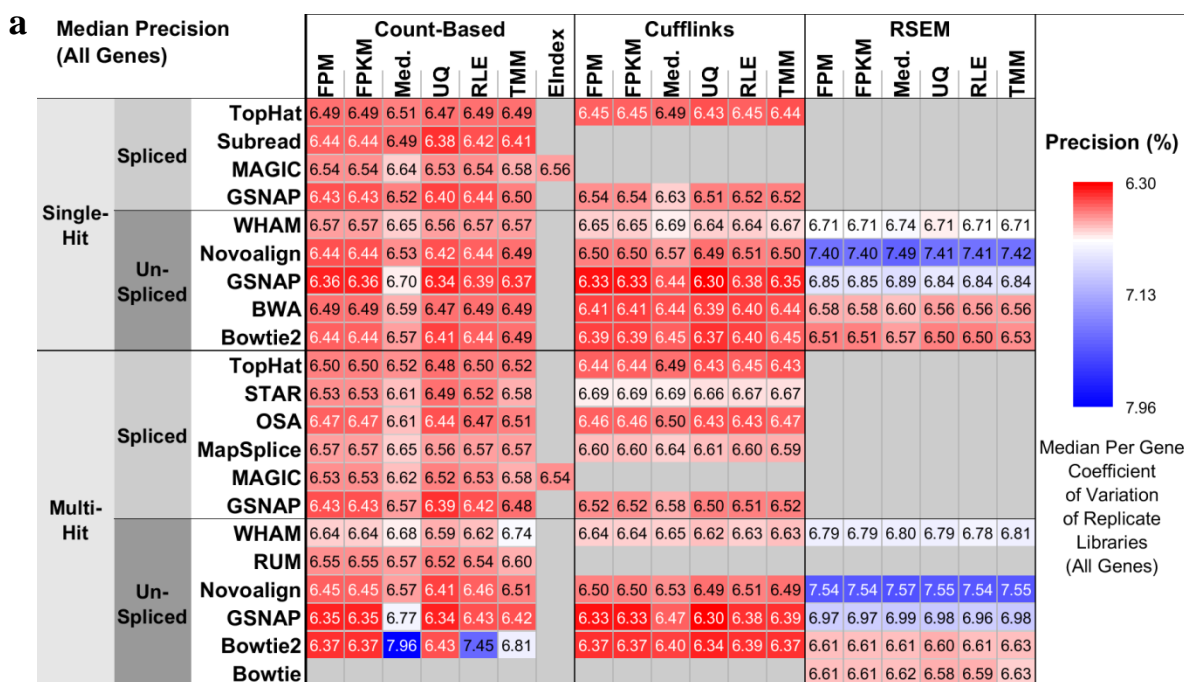 a
Median Precision
(All Genes)
Count-Based Cufflinks RSEM
FPM FPKM Med. UQ RLE TMM EIndex FPM FPKM Med. UQ RLE TMM FPM FPKM Med. UQ RLE TMM
Single-Hit
Spliced
TopHat 6.49 6.49 6.51 6.47 6.49 6.49 6.45 6.45 6.49 6.43 6.45 6.44
Subread 6.44 6.44 6.49 6.38 6.42 6.41
MAGIC 6.54 6.54 6.64 6.53 6.54 6.58 6.56
GSNAP 6.43 6.43 6.52 6.40 6.44 6.50 6.54 6.54 6.63 6.51 6.52 6.52
Un-Spliced
WHAM 6.57 6.57 6.65 6.56 6.57 6.57 6.65 6.65 6.69 6.64 6.64 6.67 6.71 6.71 6.74 6.71 6.71 6.71
Novoalign 6.44 6.44 6.53 6.42 6.44 6.49 6.50 6.50 6.57 6.49 6.51 6.50 7.40 7.40 7.49 7.41 7.41 7.42
GSNAP 6.36 6.36 6.70 6.34 6.39 6.37 6.33 6.33 6.44 6.30 6.38 6.35 6.85 6.85 6.89 6.84 6.84 6.84
BWA 6.49 6.49 6.59 6.47 6.49 6.49 6.41 6.41 6.44 6.39 6.40 6.44 6.58 6.58 6.60 6.56 6.56 6.56
Bowtie2 6.44 6.44 6.57 6.41 6.44 6.49 6.39 6.39 6.45 6.37 6.40 6.45 6.51 6.51 6.57 6.50 6.50 6.53
Multi-Hit
Spliced
TopHat 6.50 6.50 6.52 6.48 6.50 6.52 6.44 6.44 6.49 6.43 6.45 6.43
STAR 6.53 6.53 6.61 6.49 6.52 6.58 6.69 6.69 6.69 6.66 6.67 6.67
OSA 6.47 6.47 6.61 6.44 6.47 6.51 6.46 6.46 6.50 6.43 6.43 6.47
MapSplice 6.57 6.57 6.65 6.56 6.57 6.57 6.60 6.60 6.64 6.61 6.60 6.59
MAGIC 6.53 6.53 6.62 6.52 6.53 6.58 6.54
GSNAP 6.43 6.43 6.57 6.39 6.42 6.48 6.52 6.52 6.58 6.50 6.51 6.52
Un-Spliced
WHAM 6.64 6.64 6.68 6.59 6.62 6.74 6.64 6.64 6.65 6.62 6.63 6.63 6.79 6.79 6.80 6.79 6.78 6.81
RUM 6.55 6.55 6.57 6.52 6.54 6.60
Novoalign 6.45 6.45 6.57 6.41 6.46 6.51 6.50 6.50 6.53 6.49 6.51 6.49 7.54 7.54 7.57 7.55 7.54 7.55
GSNAP 6.35 6.35 6.77 6.34 6.43 6.42 6.33 6.33 6.47 6.30 6.38 6.39 6.97 6.97 6.99 6.98 6.96 6.98
Bowtie2 6.37 6.37 7.96 6.43 7.45 6.81 6.37 6.37 6.40 6.34 6.39 6.37 6.61 6.61 6.61 6.60 6.61 6.63
Bowtie 6.61 6.61 6.62 6.58 6.59 6.63
Precision (%)
6.30
7.13
7.96
Median Per Gene
Coefficient
of Variation
of Replicate
Libraries
(All Genes)